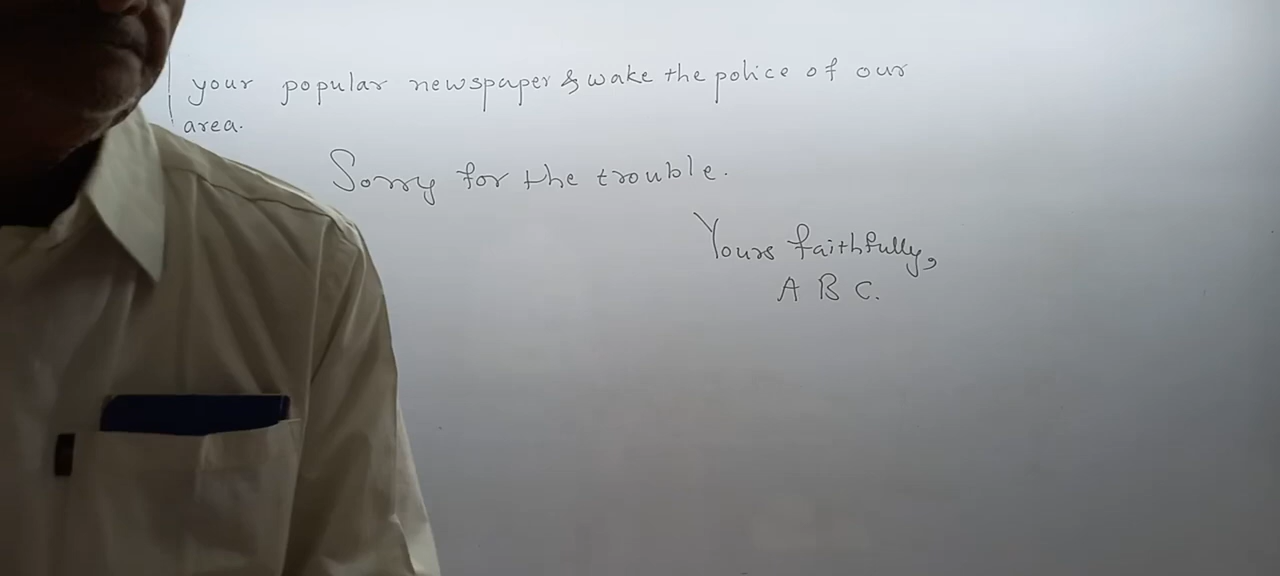 your popular newspaper & wake the police of our
area.
Sorry for the trouble.
Yours faithfully,
A B C.